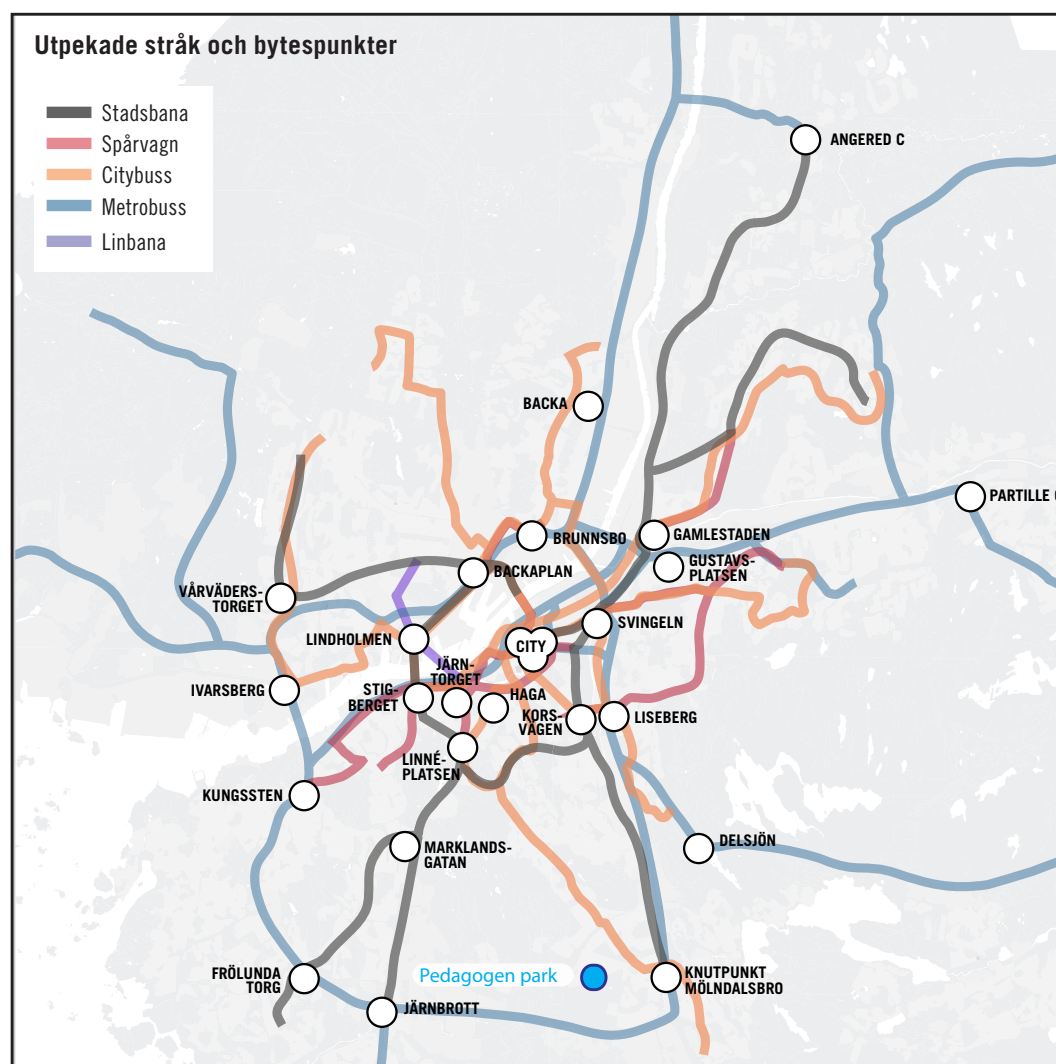 Utpekade stråk och bytespunkter
Stadsbana
Spårvagn
Citybuss
Metrobuss
Linbana
ANGERED C
BACKA
PARTILLE
BRUNNSBO
GAMLESTADEN
GUSTAVS-
PLATSEN
BACKAPLAN
VÅRVÄDERS-
TORGET
SVINGELN
LINDHOLMEN
CITY
JÄRN-
TORGET
IVARSBERG
STIG-
BERGET
HAGA
KORS-
VÄGEN
LISEBERG
LINNÉ-
PLATSEN
KUNGSSTEN
MARKLANDS-
GATAN
DELSJÖN
FRÖLUNDA
TORG
Pedagogen park
KNUTPUNKT
MÖLNDALSBRO
JÄRNBROTT